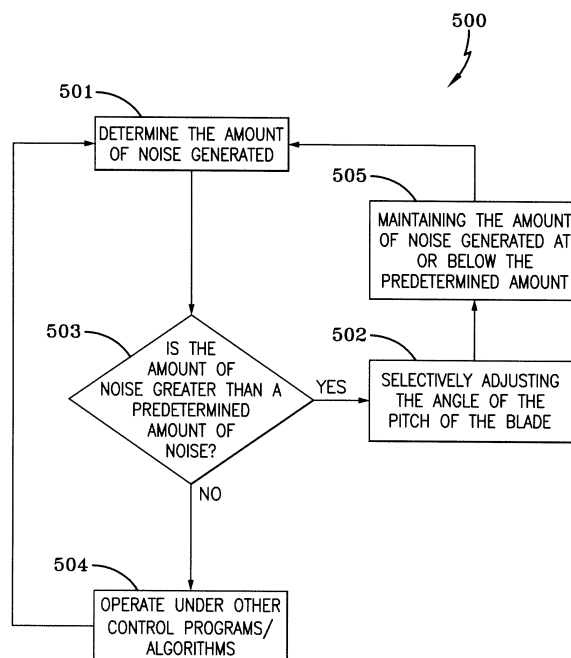 500
501
DETERMINE THE AMOUNT
OF NOISE GENERATED
505
MAINTAINING THE AMOUNT
OF NOISE GENERATED AT
OR BELOW THE
PREDETERMINED AMOUNT
503
IS THE
AMOUNT OF
NOISE GREATER THAN A
PREDETERMINED
AMOUNT OF
NOISE?
YES
502
SELECTIVELY ADJUSTING
THE ANGLE OF THE
PITCH OF THE BLADE
NO
504
OPERATE UNDER OTHER
CONTROL PROGRAMS/
ALGORITHMS